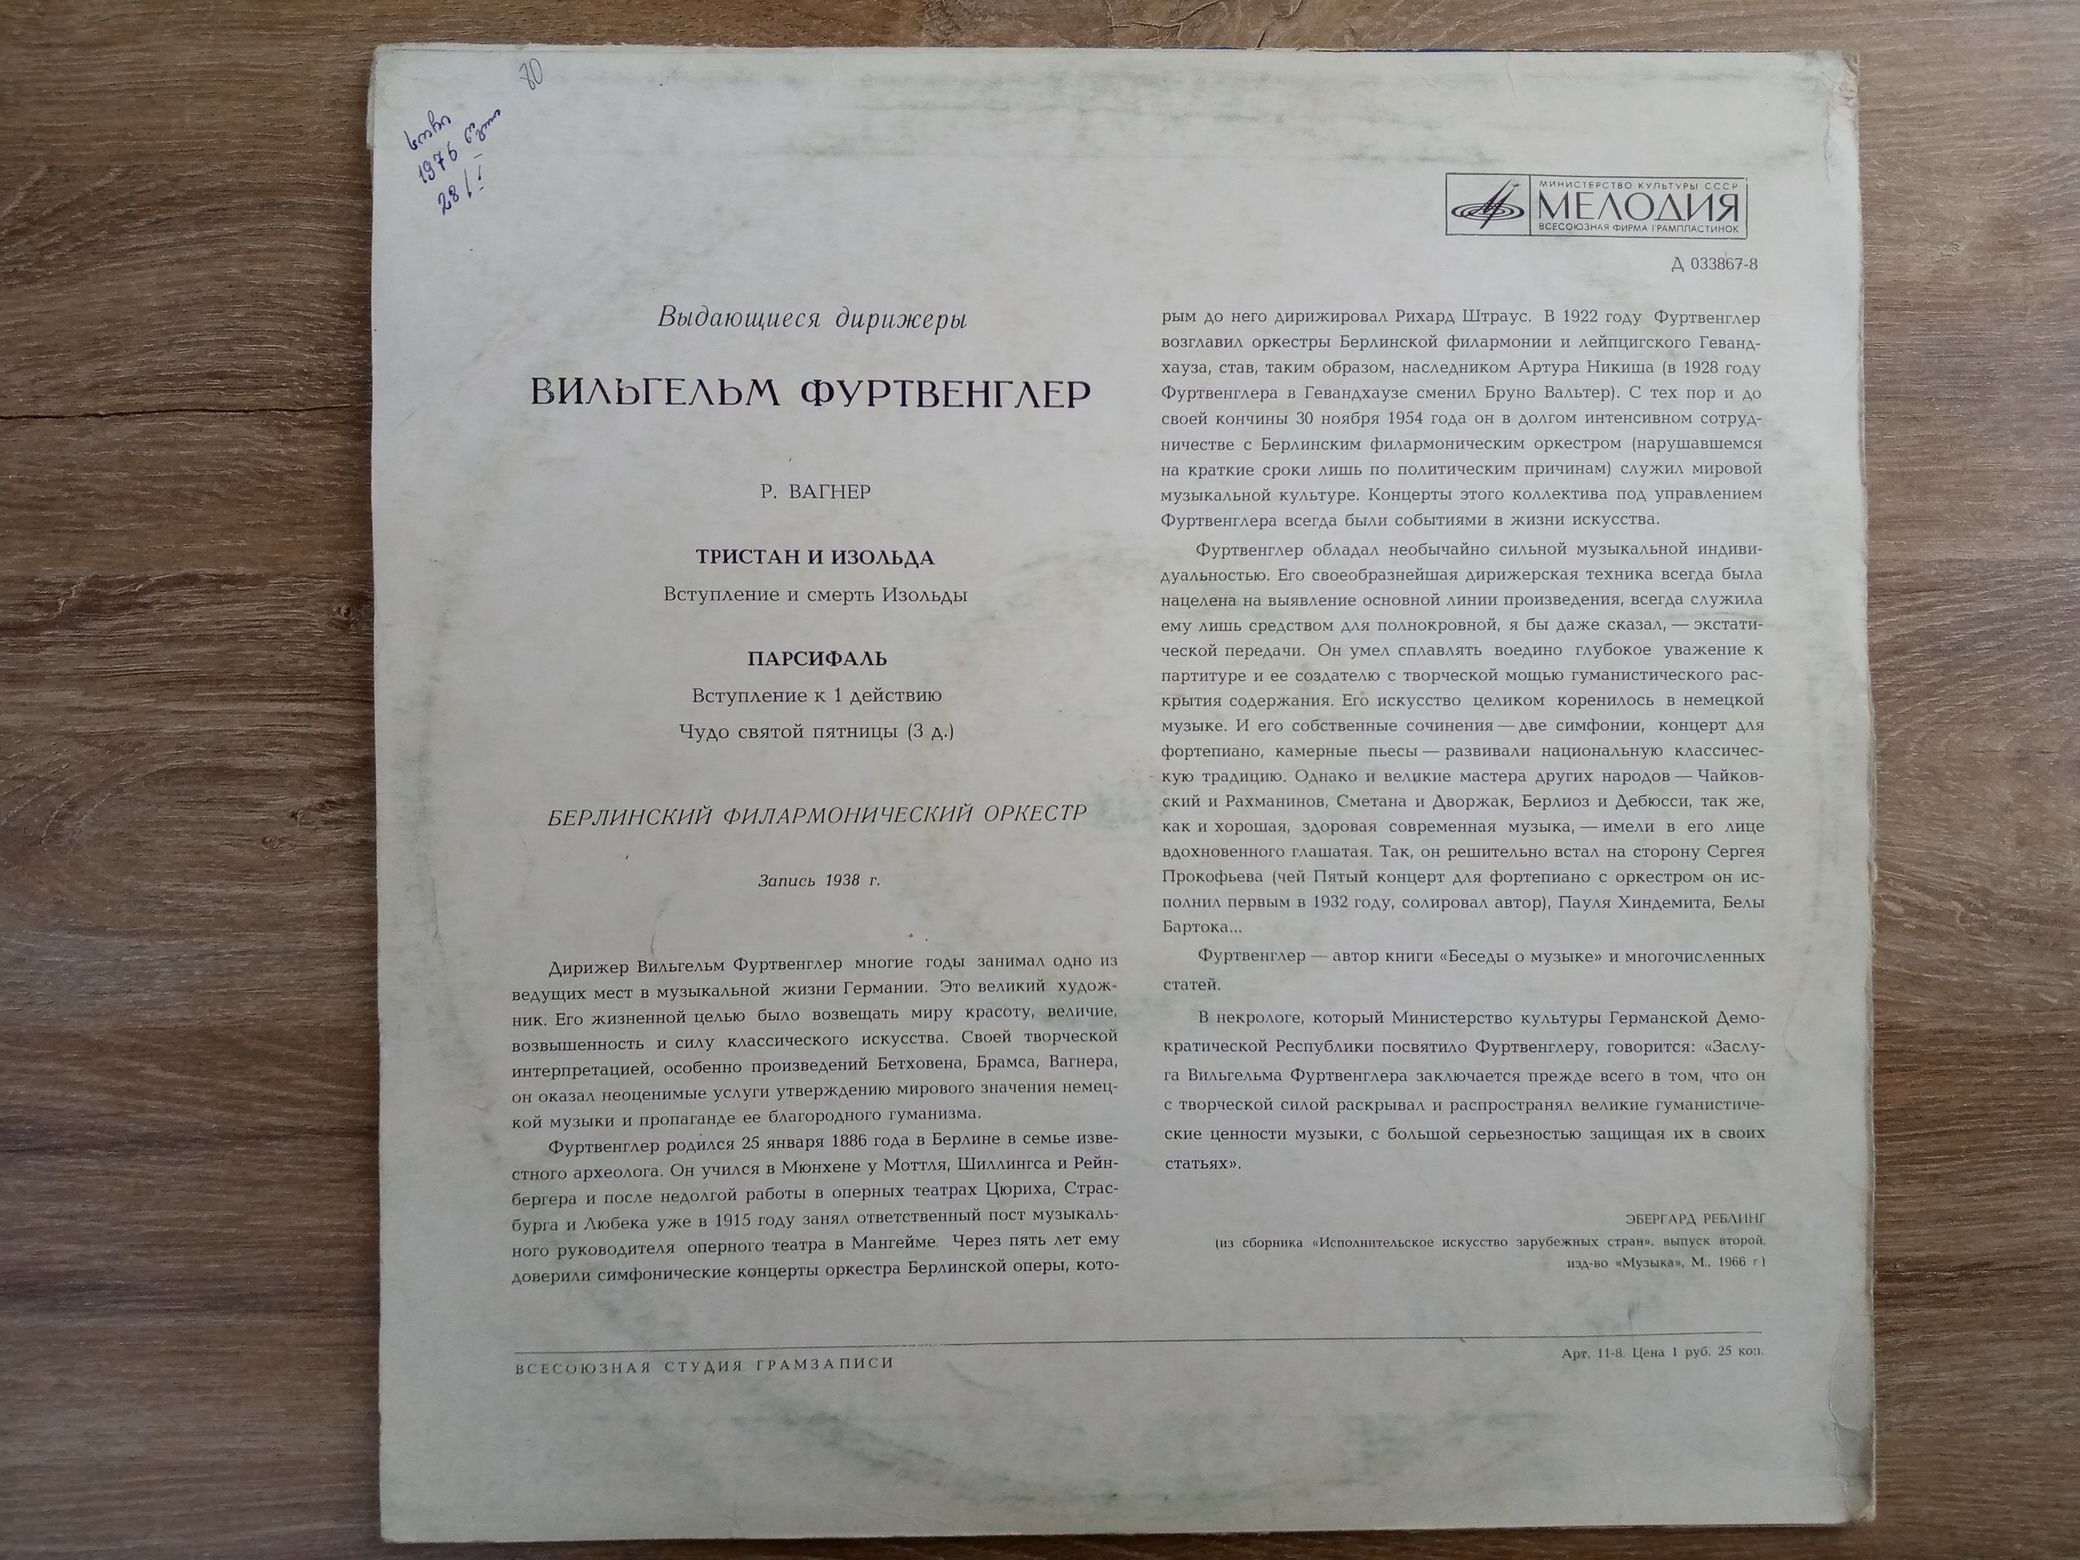 80
სოჩი
1976 წელი
28/I
МИНИСТЕРСТВО КУЛЬТУРЫ СССР
МЕЛОДИЯ
ВСЕСОЮЗНАЯ ФИРМА ГРАМПЛАСТИНОК
Д 033867-8
Выдающиеся дирижеры
ВИЛЬГЕЛЬМ ФУРТВЕНГЛЕР
Р. ВАГНЕР
ТРИСТАН И ИЗОЛЬДА
Вступление и смерть Изольды
ПАРСИФАЛЬ
Вступление к 1 действию
Чудо святой пятницы (3 д.)
БЕРЛИНСКИЙ ФИЛАРМОНИЧЕСКИЙ ОРКЕСТР
Запись 1938 г.
Дирижер Вильгельм Фуртвенглер многие годы занимал одно из
ведущих мест в музыкальной жизни Германии. Это великий худож-
ник. Его жизненной целью было возвещать миру красоту, величие,
возвышенность и силу классического искусства. Своей творческой
интерпретацией, особенно произведений Бетховена, Брамса, Вагнера,
он оказал неоценимые услуги утверждению мирового значения немец-
кой музыки и пропаганде ее благородного гуманизма.
Фуртвенглер родился 25 января 1886 года в Берлине в семье изве-
стного археолога. Он учился в Мюнхене у Моттля, Шиллингса и Рейн-
бергера и после недолгой работы в оперных театрах Цюриха, Страс-
бурга и Любека уже в 1915 году занял ответственный пост музыкаль-
ного руководителя оперного театра в Мангейме. Через пять лет ему
доверили симфонические концерты оркестра Берлинской оперы, кото-
рым до него дирижировал Рихард Штраус. В 1922 году Фуртвенглер
возглавил оркестры Берлинской филармонии и лейпцигского Геванд-
хауза, став, таким образом, наследником Артура Никиша (в 1928 году
Фуртвенглера в Гевандхаузе сменил Бруно Вальтер). С тех пор и до
своей кончины 30 ноября 1954 года он в долгом интенсивном сотруд-
ничестве с Берлинским филармоническим оркестром (нарушавшемся
на краткие сроки лишь по политическим причинам) служил мировой
музыкальной культуре. Концерты этого коллектива под управлением
Фуртвенглера всегда были событиями в жизни искусства.
Фуртвенглер обладал необычайно сильной музыкальной индиви-
дуальностью. Его своеобразнейшая дирижерская техника всегда была
нацелена на выявление основной линии произведения, всегда служила
ему лишь средством для полнокровной, я бы даже сказал, — экстати-
ческой передачи. Он умел сплавлять воедино глубокое уважение к
партитуре и ее создателю с творческой мощью гуманистического рас-
крытия содержания. Его искусство целиком коренилось в немецкой
музыке. И его собственные сочинения — две симфонии, концерт для
фортепиано, камерные пьесы — развивали национальную классичес-
кую традицию. Однако и великие мастера других народов — Чайков-
ский и Рахманинов, Сметана и Дворжак, Берлиоз и Дебюсси, так же,
как и хорошая, здоровая современная музыка, — имели в его лице
вдохновенного глашатая. Так, он решительно встал на сторону Сергея
Прокофьева (чей Пятый концерт для фортепиано с оркестром он ис-
полнил первым в 1932 году, солировал автор), Пауля Хиндемита, Белы
Бартока...
Фуртвенглер — автор книги «Беседы о музыке» и многочисленных
статей.
В некрологе, который Министерство культуры Германской Демо-
кратической Республики посвятило Фуртвенглеру, говорится: «Заслу-
га Вильгельма Фуртвенглера заключается прежде всего в том, что он
с творческой силой раскрывал и распространял великие гуманистиче-
ские ценности музыки, с большой серьезностью защищая их в своих
статьях».
ЭБЕРГАРД РЕБЛИНГ
(из сборника «Исполнительское искусство зарубежных стран», выпуск второй,
изд-во «Музыка», М., 1966 г)
ВСЕСОЮЗНАЯ СТУДИЯ ГРАМЗАПИСИ
Арт. 11-8. Цена 1 руб. 25 коп.